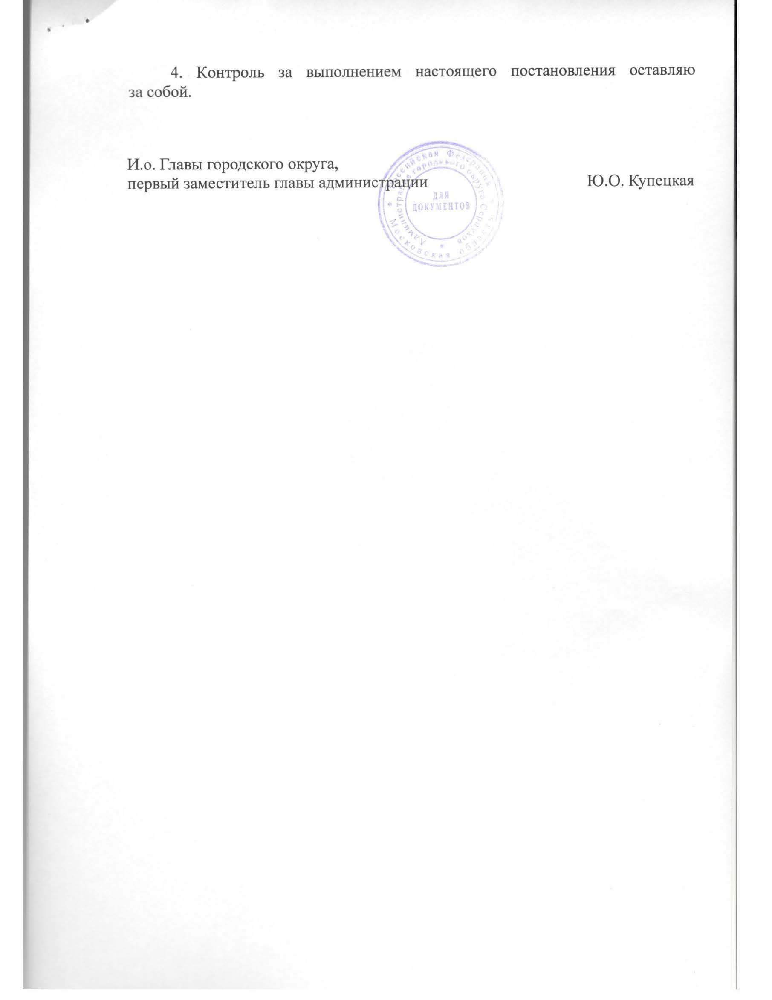 4. Контроль за выполнением настоящего постановления оставляю
за собой.
И.о. Главы городского округа,
первый заместитель главы администрации
Ю.О. Купецкая
Российская Федерация * Московская область *
Администрация городского округа Серпухов *
ДЛЯ
ДОКУМЕНТОВ